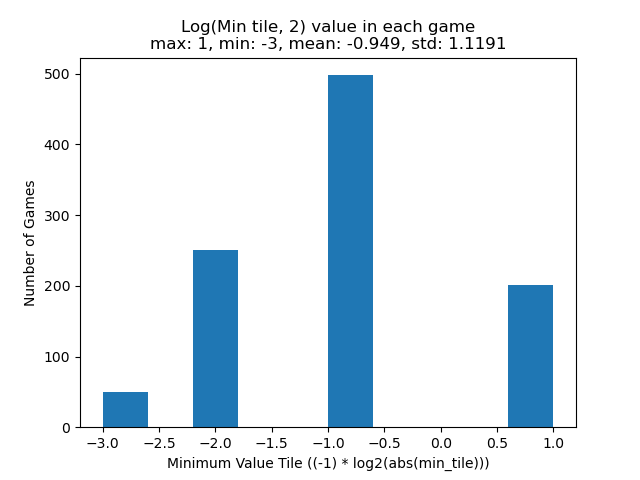 Log(Min tile, 2) value in each game
max: 1, min: -3, mean: -0.949, std: 1.1191
500
400
300
200
100
0
Number of Games
−3.0 −2.5 −2.0 −1.5 −1.0 −0.5 0.0 0.5 1.0
Minimum Value Tile ((-1) * log2(abs(min_tile)))